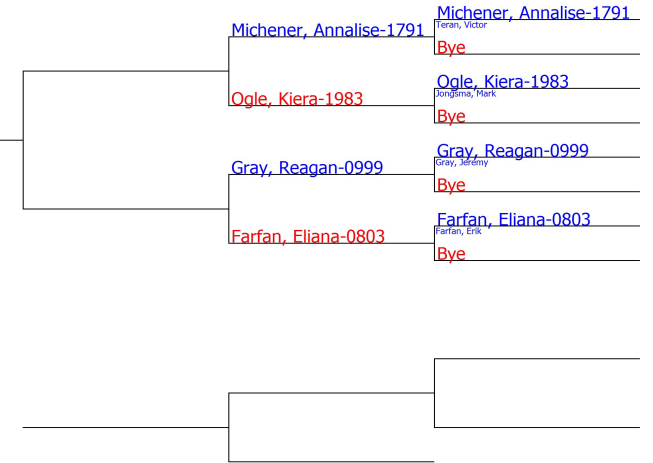 Michener, Annalise-1791
Teran, Victor
Michener, Annalise-1791
Bye
Ogle, Kiera-1983
Jongsma, Mark
Ogle, Kiera-1983
Bye
Gray, Reagan-0999
Gray, Jeremy
Gray, Reagan-0999
Bye
Farfan, Eliana-0803
Farfan, Erik
Farfan, Eliana-0803
Bye